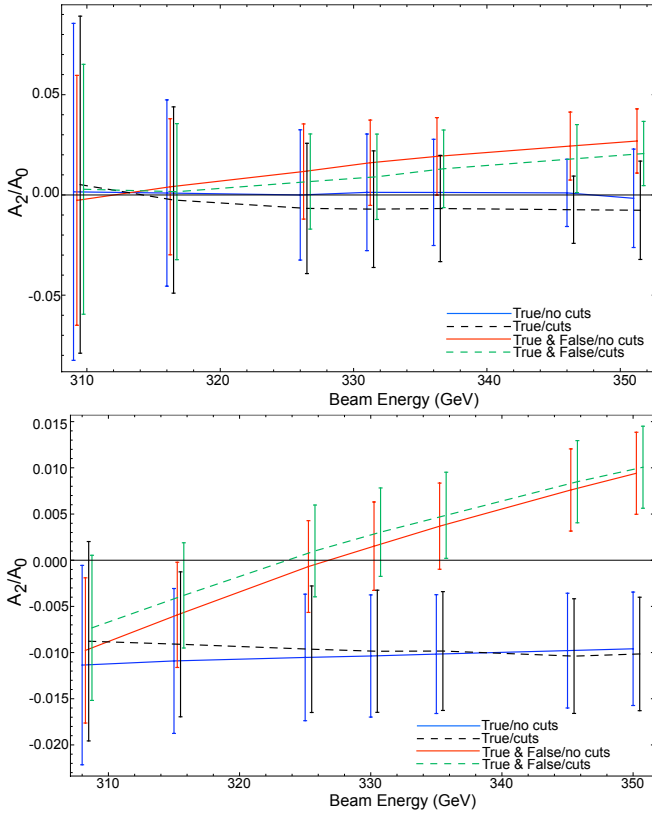 0.05
0.00
-0.05
A2/A0
True/no cuts
True/cuts
True & False/no cuts
True & False/cuts
310 320 330 340 350
Beam Energy (GeV)
0.015
0.010
0.005
0.000
-0.005
-0.010
-0.015
-0.020
A2/A0
True/no cuts
True/cuts
True & False/no cuts
True & False/cuts
310 320 330 340 350
Beam Energy (GeV)